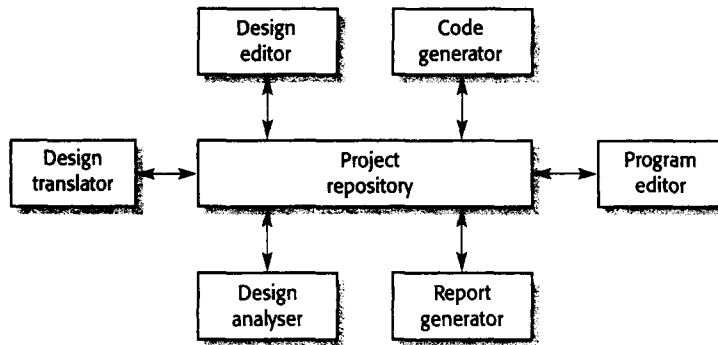 Design
editor
Code
generator
Design
translator
Project
repository
Program
editor
Design
analyser
Report
generator